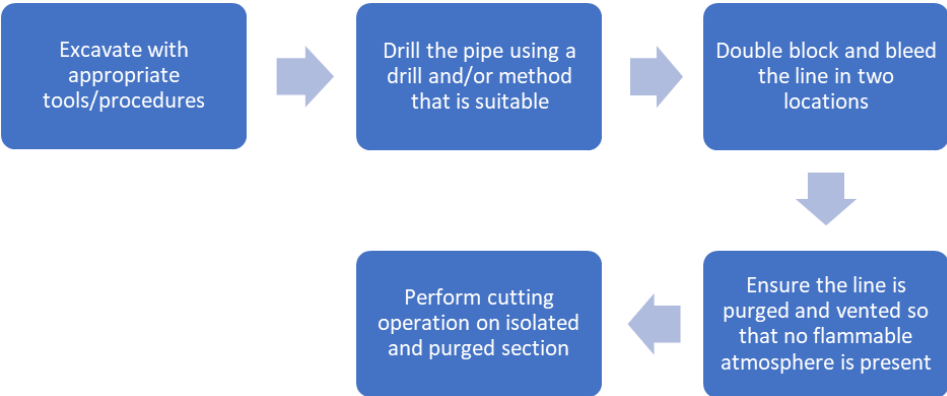 Excavate with
appropriate
tools/procedures
Drill the pipe using a
drill and/or method
that is suitable
Double block and bleed
the line in two
locations
Ensure the line is
purged and vented so
that no flammable
atmosphere is present
Perform cutting
operation on isolated
and purged section